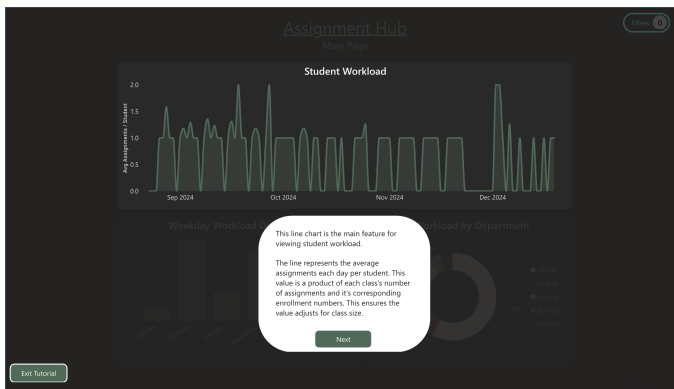 Assignment Hub
Main Page
Filters 0
Student Workload
Avg Assignments / Student
2.0
1.5
1.0
0.5
0.0
Sep 2024
Oct 2024
Nov 2024
Dec 2024
Weekday Workload D
orkload by Department
This line chart is the main feature for
viewing student workload.
The line represents the average
assignments each day per student. This
value is a product of each class's number
of assignments and it's corresponding
enrollment numbers. This ensures the
value adjusts for class size.
Next
Exit Tutorial